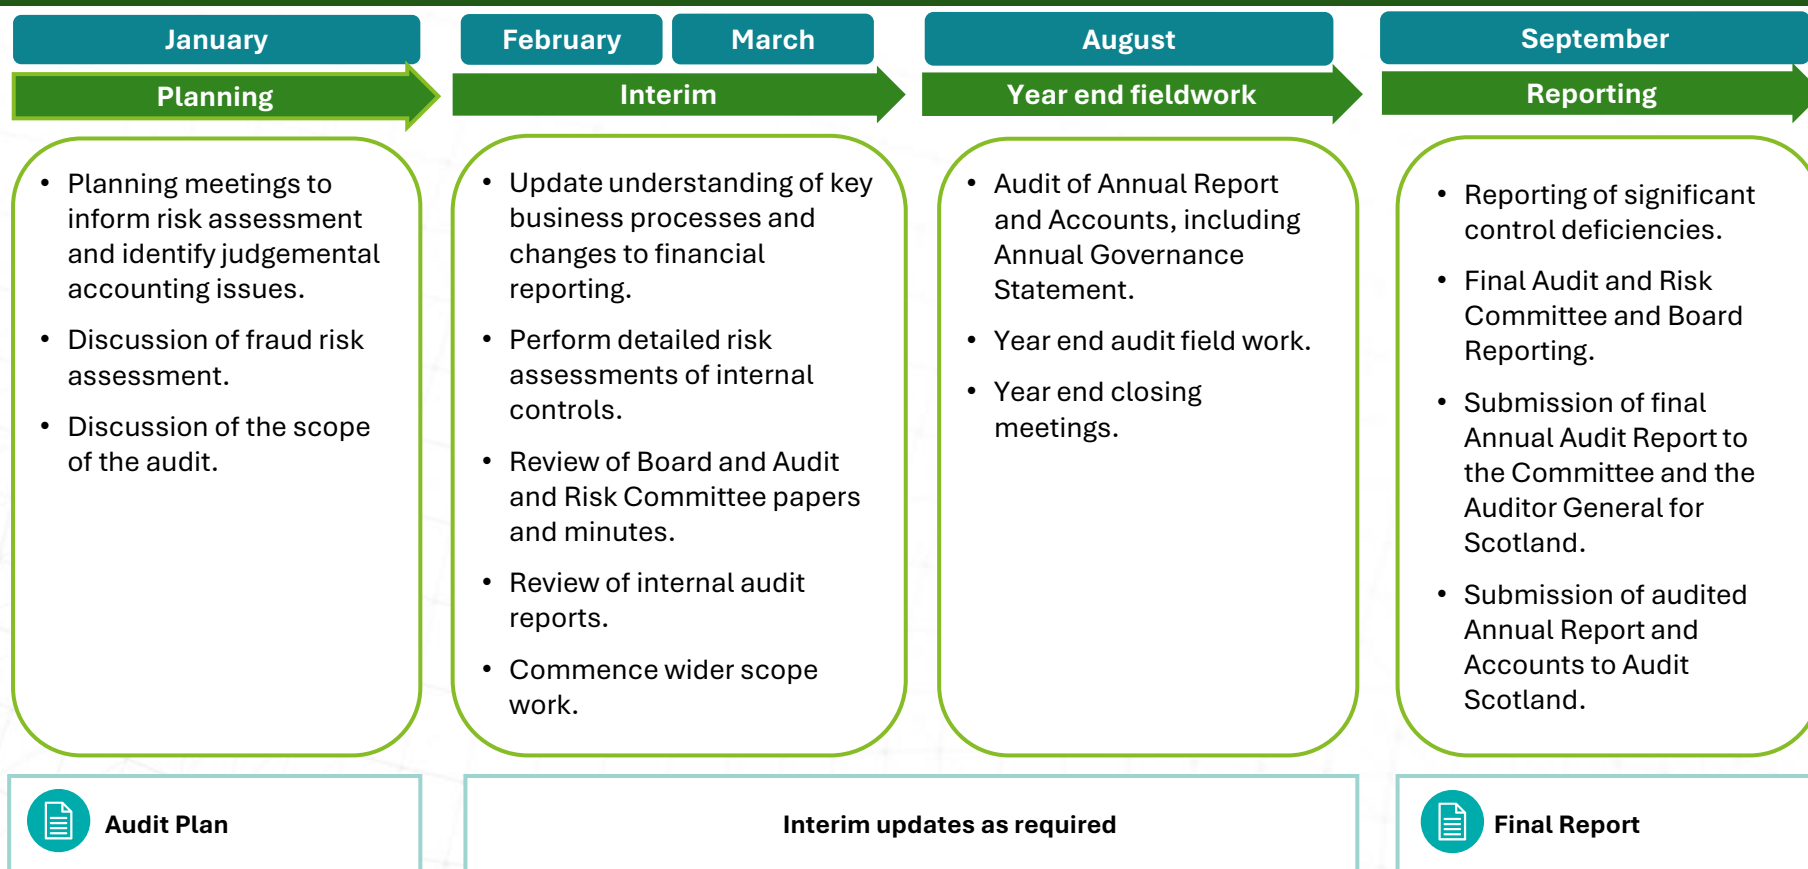 January
Planning
• Planning meetings to
inform risk assessment
and identify judgemental
accounting issues.
• Discussion of fraud risk
assessment.
• Discussion of the scope
of the audit.
Audit Plan
February
March
Interim
• Update understanding of key
business processes and
changes to financial
reporting.
• Perform detailed risk
assessments of internal
controls.
• Review of Board and Audit
and Risk Committee papers
and minutes.
• Review of internal audit
reports.
• Commence wider scope
work.
August
Year end fieldwork
• Audit of Annual Report
and Accounts, including
Annual Governance
Statement.
• Year end audit field work.
• Year end closing
meetings.
Interim updates as required
September
Reporting
• Reporting of significant
control deficiencies.
• Final Audit and Risk
Committee and Board
Reporting.
• Submission of final
Annual Audit Report to
the Committee and the
Auditor General for
Scotland.
• Submission of audited
Annual Report and
Accounts to Audit
Scotland.
Final Report